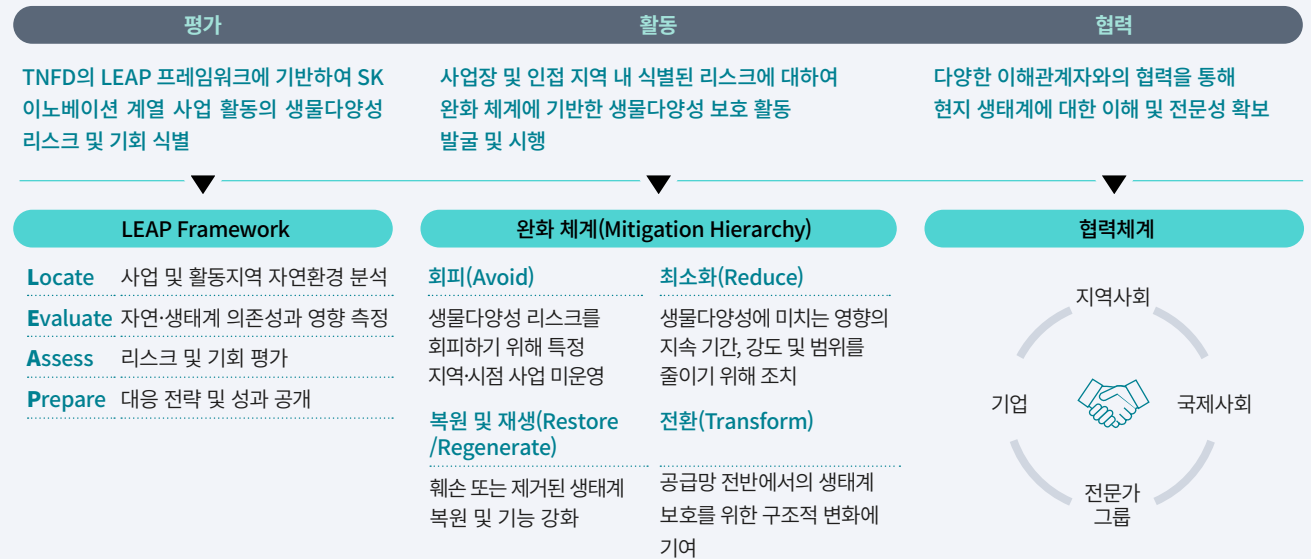 평가
활동
협력
TNFD의 LEAP 프레임워크에 기반하여 SK
이노베이션 계열 사업 활동의 생물다양성
리스크 및 기회 식별
사업장 및 인접 지역 내 식별된 리스크에 대하여
완화 체계에 기반한 생물다양성 보호 활동
발굴 및 시행
다양한 이해관계자와의 협력을 통해
현지 생태계에 대한 이해 및 전문성 확보
LEAP Framework
Locate 사업 및 활동지역 자연환경 분석
Evaluate 자연·생태계 의존성과 영향 측정
Assess 리스크 및 기회 평가
Prepare 대응 전략 및 성과 공개
완화 체계(Mitigation Hierarchy)
회피(Avoid)
생물다양성 리스크를
회피하기 위해 특정
지역·시점 사업 미운영
최소화(Reduce)
생물다양성에 미치는 영향의
지속 기간, 강도 및 범위를
줄이기 위해 조치
복원 및 재생(Restore
/Regenerate)
훼손 또는 제거된 생태계
복원 및 기능 강화
전환(Transform)
공급망 전반에서의 생태계
보호를 위한 구조적 변화에
기여
협력체계
지역사회
기업
국제사회
전문가
그룹